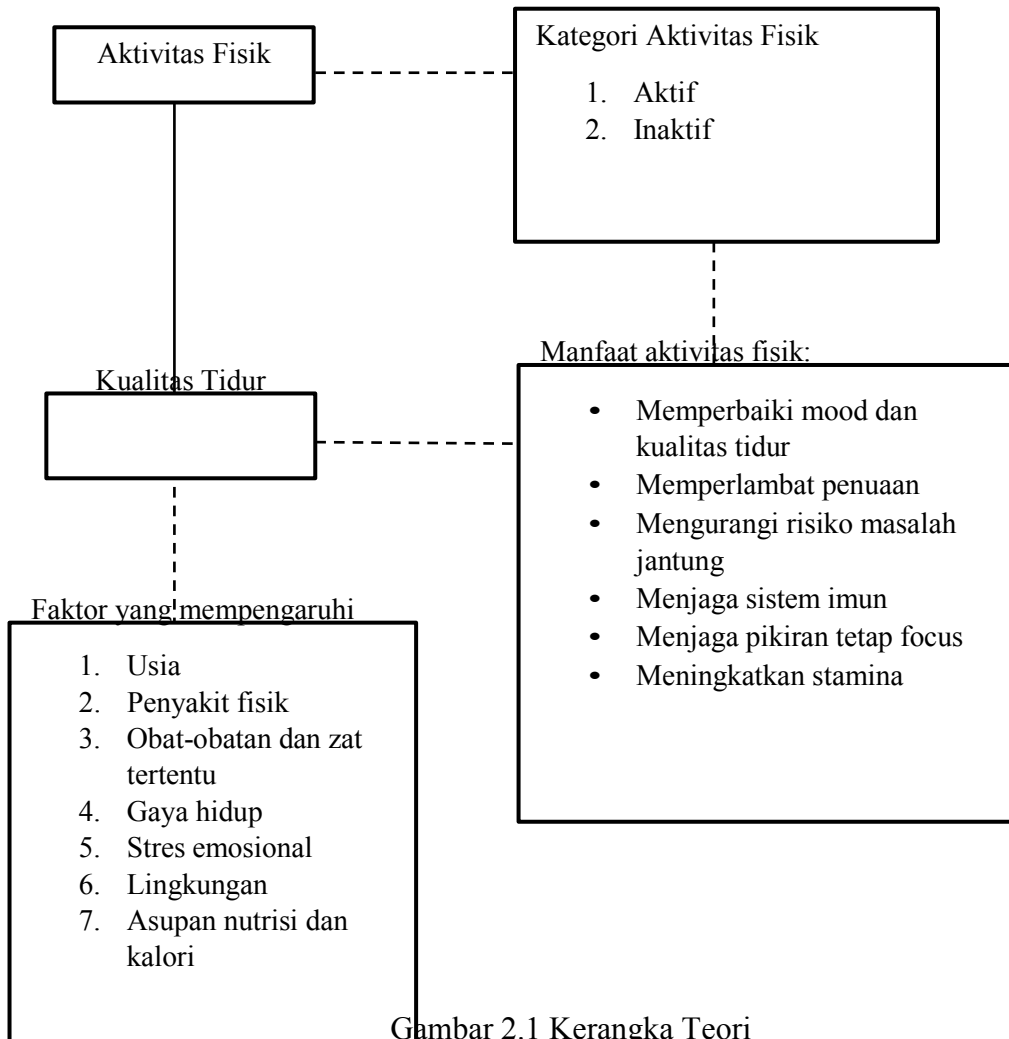 Aktivitas Fisik
Kategori Aktivitas Fisik
1. Aktif
2. Inaktif
Kualitas Tidur
Manfaat aktivitas fisik:
• Memperbaiki mood dan
kualitas tidur
• Memperlambat penuaan
• Mengurangi risiko masalah
jantung
• Menjaga sistem imun
• Menjaga pikiran tetap focus
• Meningkatkan stamina
Faktor yang mempengaruhi
1. Usia
2. Penyakit fisik
3. Obat-obatan dan zat
tertentu
4. Gaya hidup
5. Stres emosional
6. Lingkungan
7. Asupan nutrisi dan
kalori
Gambar 2.1 Kerangka Teori